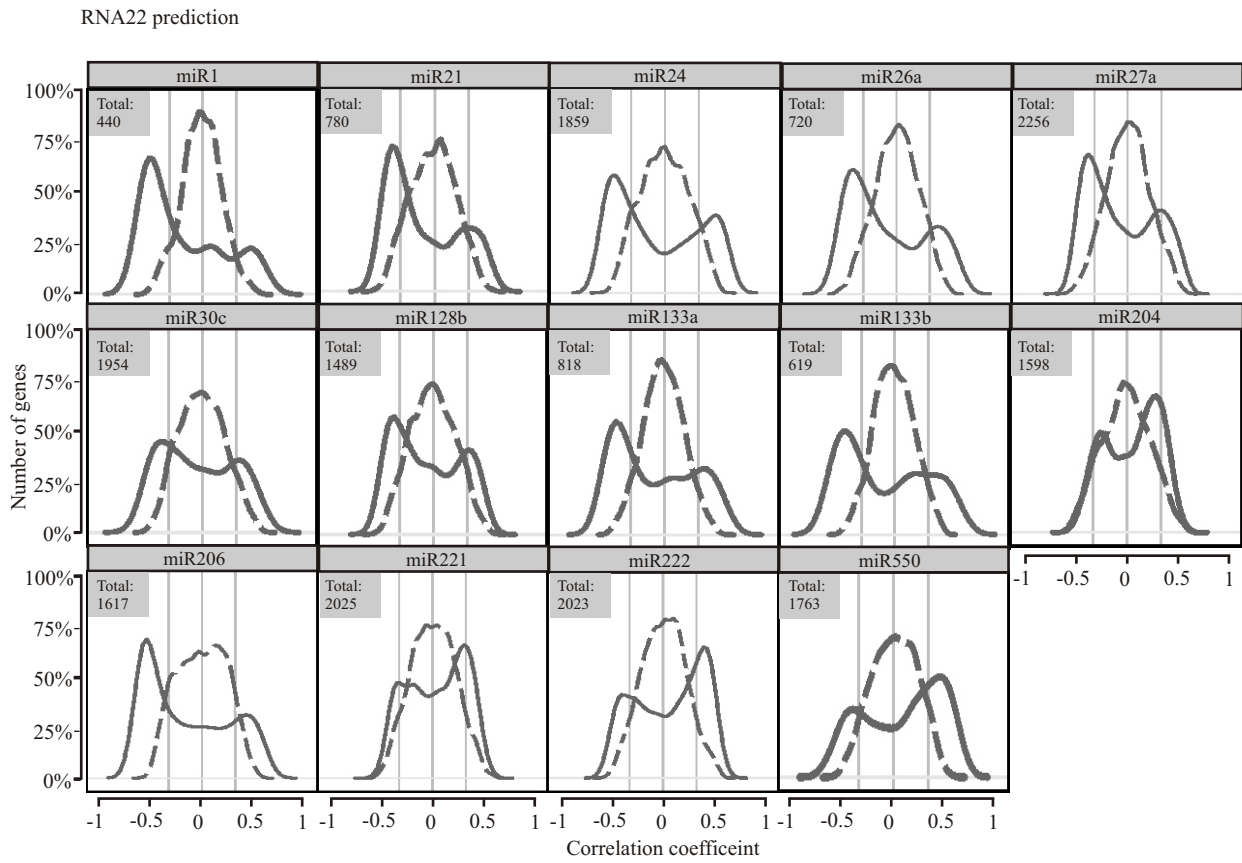 RNA22 prediction
miR1 miR21 miR24 miR26a miR27a
100%
75%
50%
25%
0%
Total:
440
Total:
780
Total:
1859
Total:
720
Total:
2256
miR30c miR128b miR133a miR133b miR204
100%
75%
50%
25%
0%
Total:
1954
Total:
1489
Total:
818
Total:
619
Total:
1598
Number of genes
-1 -0.5 0 0.5 1
miR206 miR221 miR222 miR550
100%
75%
50%
25%
0%
Total:
1617
Total:
2025
Total:
2023
Total:
1763
-1 -0.5 0 0.5 1
-0.5 0 0.5 1
-1 -0.5 0 0.5 1
-1 -0.5 0 0.5 1
Correlation coefficeint